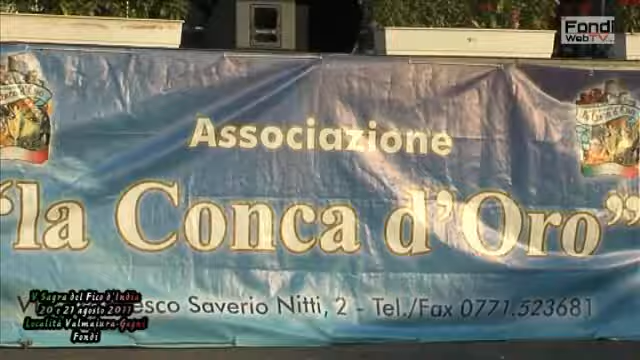 Fondi
WebTV
Associazione
"la Conca d'Oro"
esco Saverio Nitti, 2 - Tel./Fax 0771.523681
V Sagra del Fico d'India
20 e 21 agosto 2011
Località Valmaiura-Gegni
Fondi